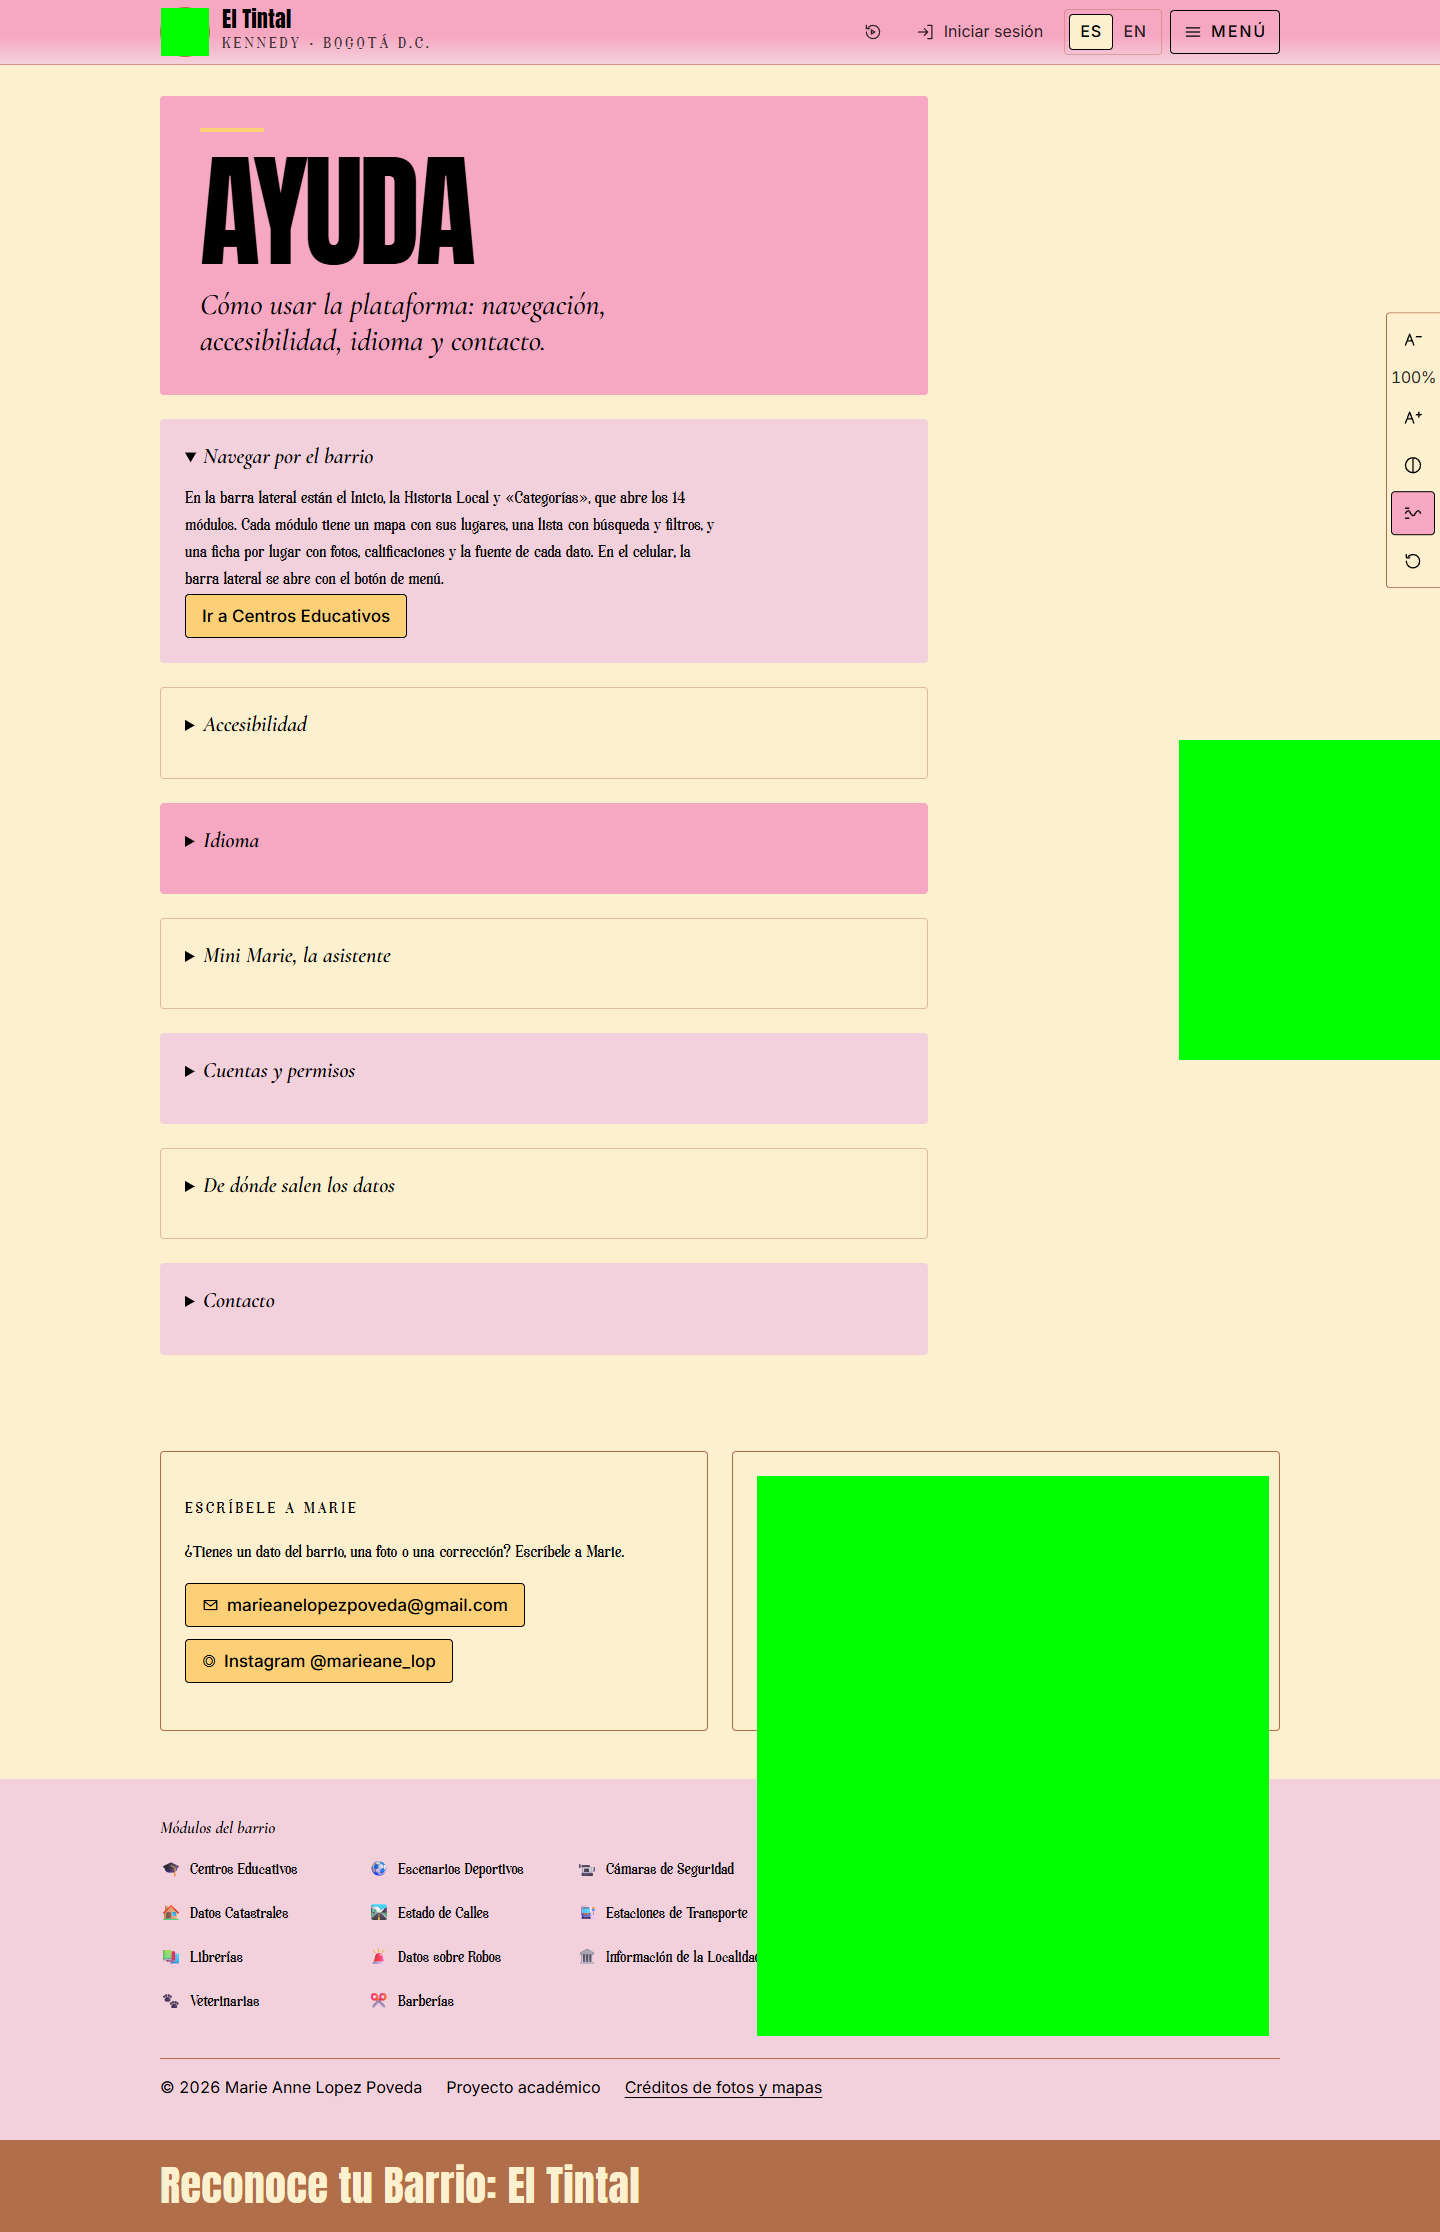 El Tintal
KENNEDY · BOGOTÁ D.C.
Iniciar sesión
ES EN
MENÚ
AYUDA
Cómo usar la plataforma: navegación,
accesibilidad, idioma y contacto.
A−
100%
A+
Navegar por el barrio
En la barra lateral están el Inicio, la Historia Local y «Categorías», que abre los 14
módulos. Cada módulo tiene un mapa con sus lugares, una lista con búsqueda y filtros, y
una ficha por lugar con fotos, calificaciones y la fuente de cada dato. En el celular, la
barra lateral se abre con el botón de menú.
Ir a Centros Educativos
Accesibilidad
Idioma
Mini Marie, la asistente
Cuentas y permisos
De dónde salen los datos
Contacto
ESCRÍBELE A MARIE
¿Tienes un dato del barrio, una foto o una corrección? Escríbele a Marie.
marieanelopezpoveda@gmail.com
Instagram @marieane_lop
Módulos del barrio
Centros Educativos
Escenarios Deportivos
Cámaras de Seguridad
Datos Catastrales
Estado de Calles
Estaciones de Transporte
Librerías
Datos sobre Robos
Información de la
Veterinarias
Barberías
© 2026 Marie Anne Lopez Poveda
Proyecto académico
Créditos de fotos y mapas
Reconoce tu Barrio: El Tintal